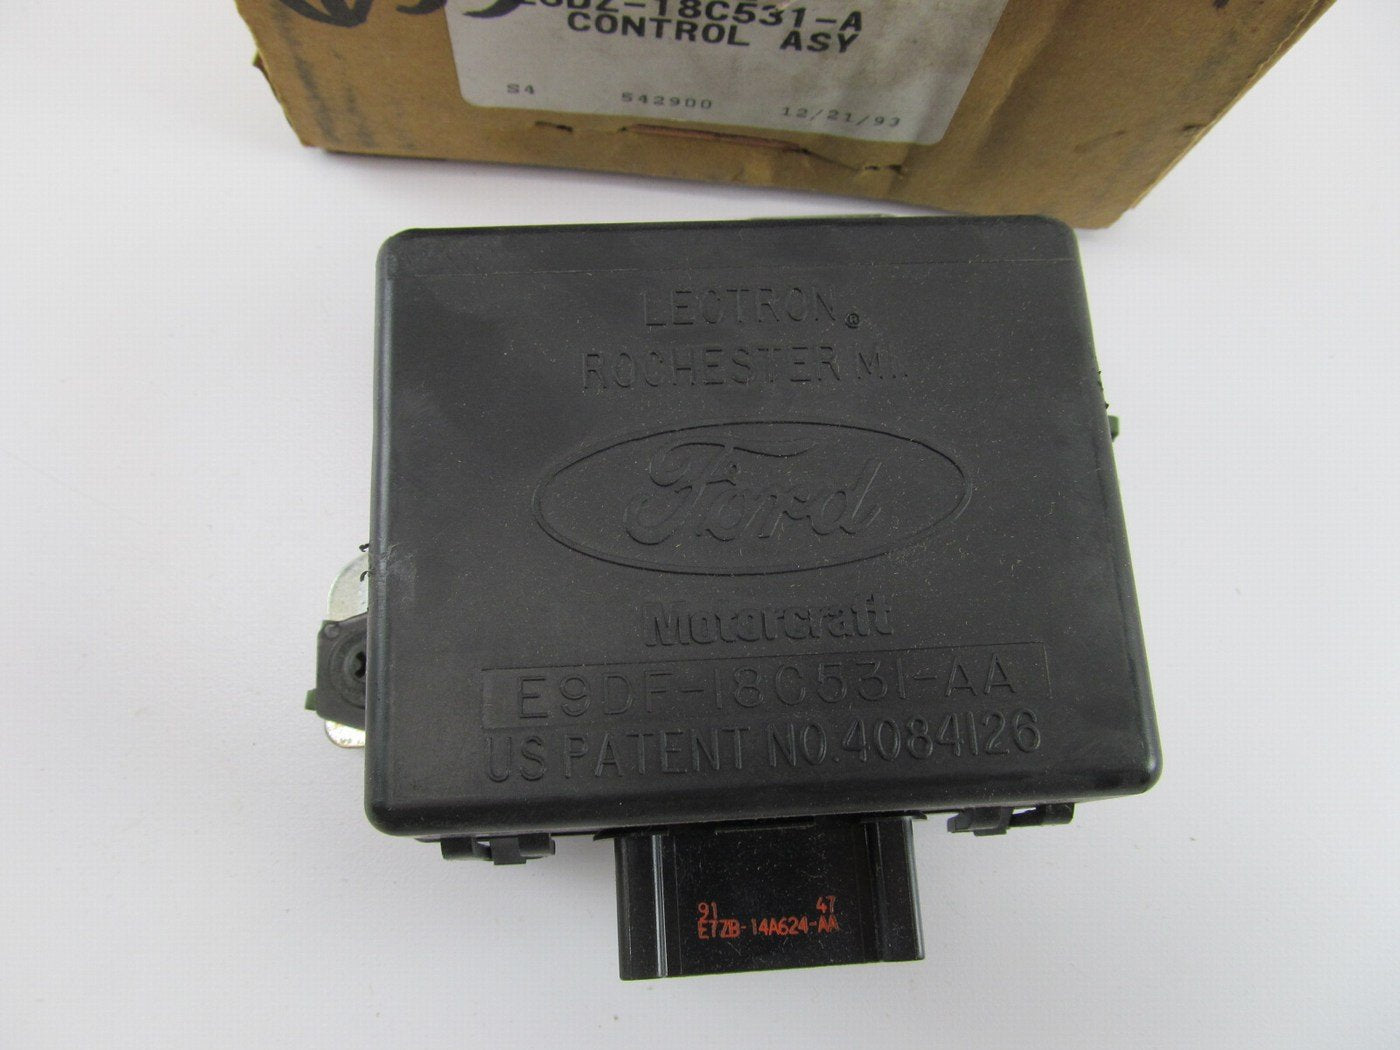 -18C531-A
CONTROL ASY
S4 542900 12/21/93
LECTRON®
ROCHESTER MI.
Ford
Motorcraft
E9DF-18C531-AA
US PATENT NO. 4084126
91 47
E7ZB-14A624-AA